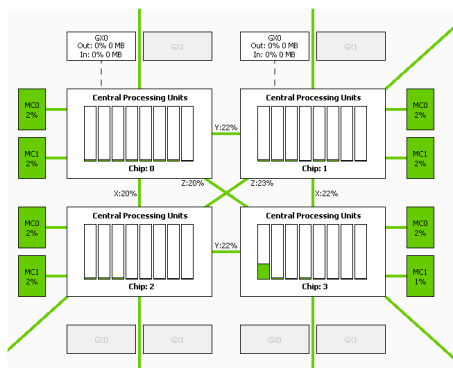 GX0
Out: 0% 0 MB
In: 0% 0 MB
GX1
GX0
Out: 0% 0 MB
In: 0% 0 MB
GX1
MC0
2%
MC1
2%
Central Processing Units
Chip: 0
Y:22%
Central Processing Units
Chip: 1
MC0
2%
MC1
2%
X:20%
Z:20%
Z:23%
X:22%
MC0
2%
MC1
2%
Central Processing Units
Chip: 2
Y:22%
Central Processing Units
Chip: 3
MC0
2%
MC1
1%
GX0
GX1
GX0
GX1